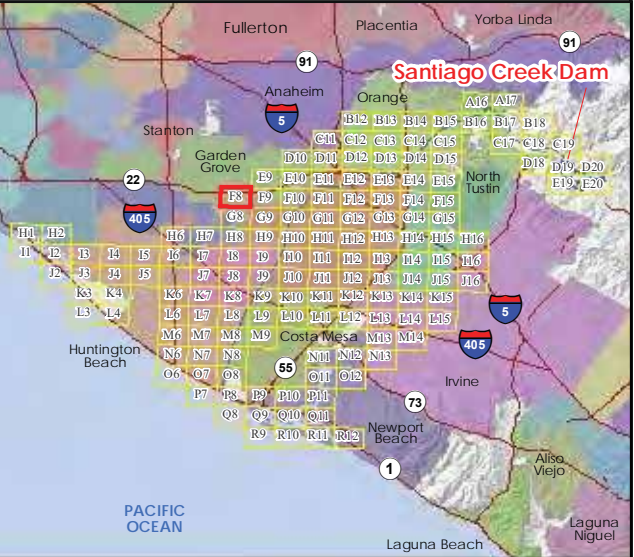 Yorba Linda
Fullerton
Placentia
91
91
Santiago Creek Dam
Anaheim
Orange
A16 A17
5
B12 B13 B14 B15 B16 B17 B18
Stanton
C11 C12 C13 C14 C15 C17 C18 C19
Garden
Grove
D10 D11 D12 D13 D14 D15 D18 D19 D20
North
Tustin
E9 E10 E11 E12 E13 E14 E15 E19 E20
22
F8 F9 F10 F11 F12 F13 F14 F15
405
G8 G9 G10 G11 G12 G13 G14 G15
H1 H2 H6 H7 H8 H9 H10 H11 H12 H13 H14 H15 H16
I1 I2 I3 I4 I5 I6 I7 I8 I9 I10 I11 I12 I13 I14 I15 I16
J2 J3 J4 J5 J7 J8 J9 J10 J11 J12 J13 J14 J15 J16
K3 K4 K6 K7 K8 K9 K10 K11 K12 K13 K14 K15
5
L3 L4 L6 L7 L8 L9 L10 L11 L12 L13 L14 L15
M6 M7 M8 M9 Costa Mesa M13 M14
405
Huntington
Beach
N6 N7 N8 N11 N12 N13
55
O6 O7 O8 O11 O12
Irvine
P7 P8 P9 P10 P11
73
Q8 Q9 Q10 Q11
Newport
Beach
R9 R10 R11 R12
Aliso
Viejo
1
PACIFIC
OCEAN
Laguna
Niguel
Laguna Beach